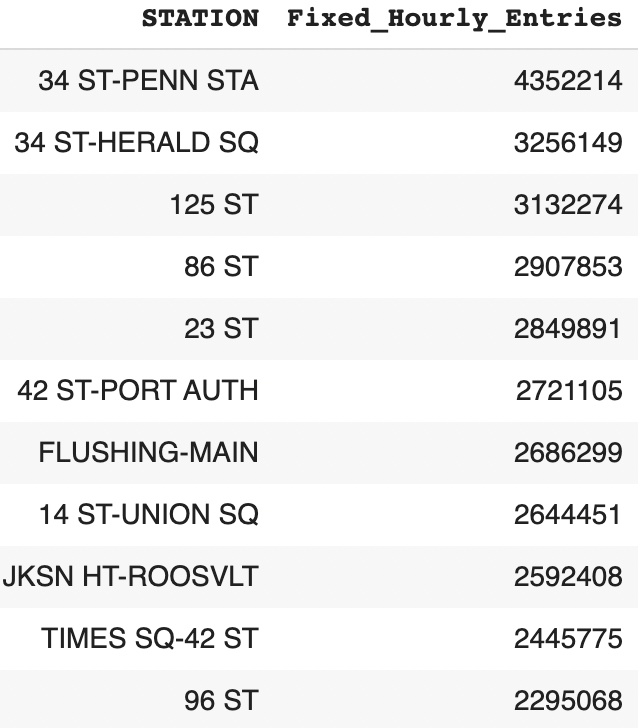 STATION Fixed_Hourly_Entries
34 ST-PENN STA 4352214
34 ST-HERALD SQ 3256149
125 ST 3132274
86 ST 2907853
23 ST 2849891
42 ST-PORT AUTH 2721105
FLUSHING-MAIN 2686299
14 ST-UNION SQ 2644451
JKSN HT-ROOSVLT 2592408
TIMES SQ-42 ST 2445775
96 ST 2295068